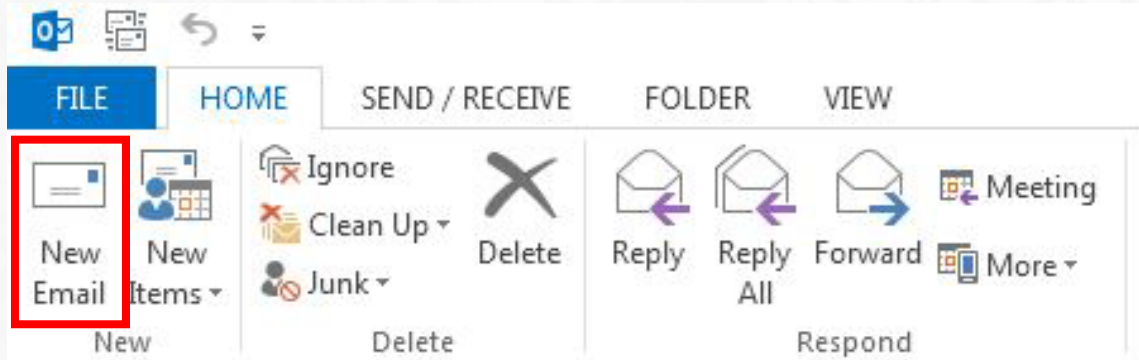 FILE HOME SEND / RECEIVE FOLDER VIEW
Ignore
Meeting
Clean Up
New Email
New Items
Delete
Reply
Reply All
Forward
More
Junk
New Delete Respond